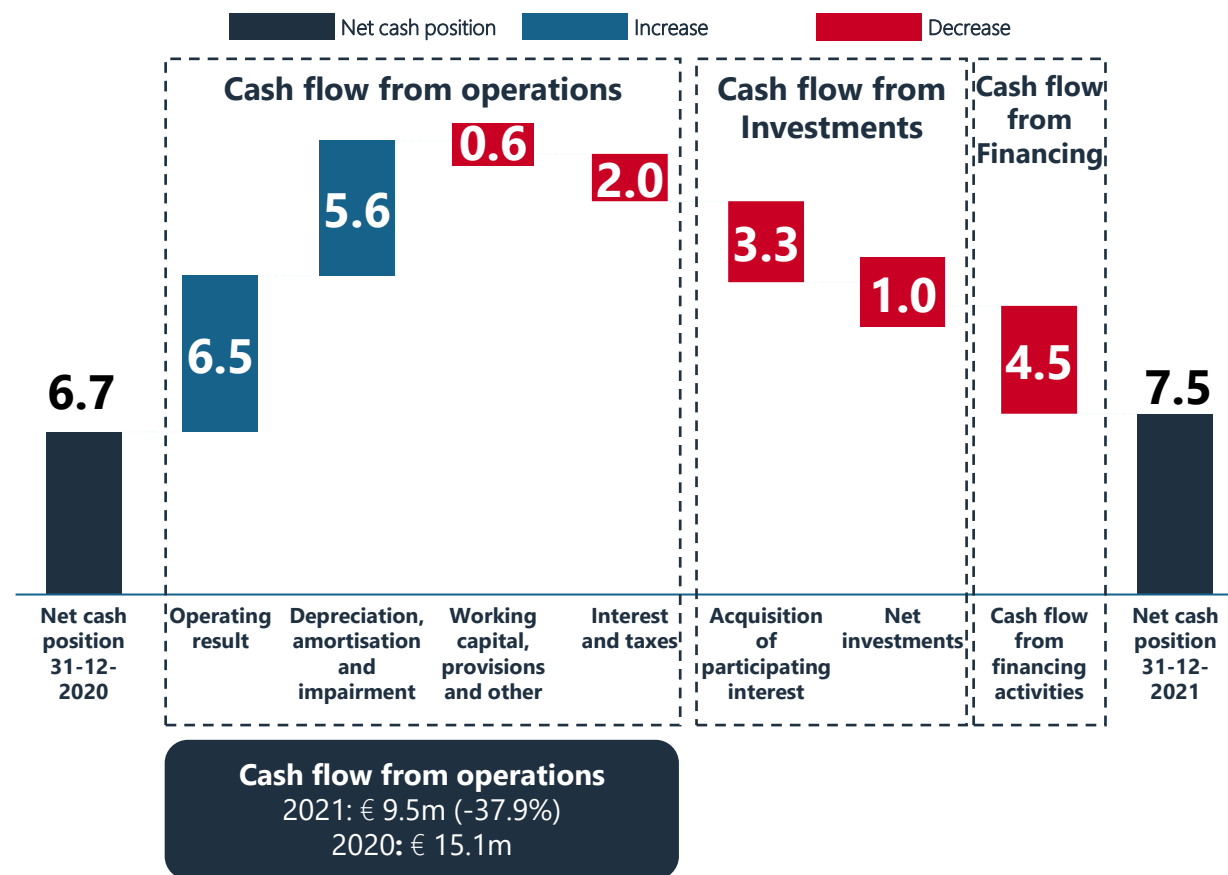 Net cash position
Increase
Decrease
Cash flow from operations
Cash flow from
Investments
Cash flow
from
Financing
6.7
6.5
5.6
0.6
2.0
3.3
1.0
4.5
7.5
Net cash
position
31-12-
2020
Operating
result
Depreciation,
amortisation
and
impairment
Working
capital,
provisions
and other
Interest
and taxes
Acquisition
of
participating
interest
Net
investments
Cash flow
from
financing
activities
Net cash
position
31-12-
2021
Cash flow from operations
2021: € 9.5m (-37.9%)
2020: € 15.1m